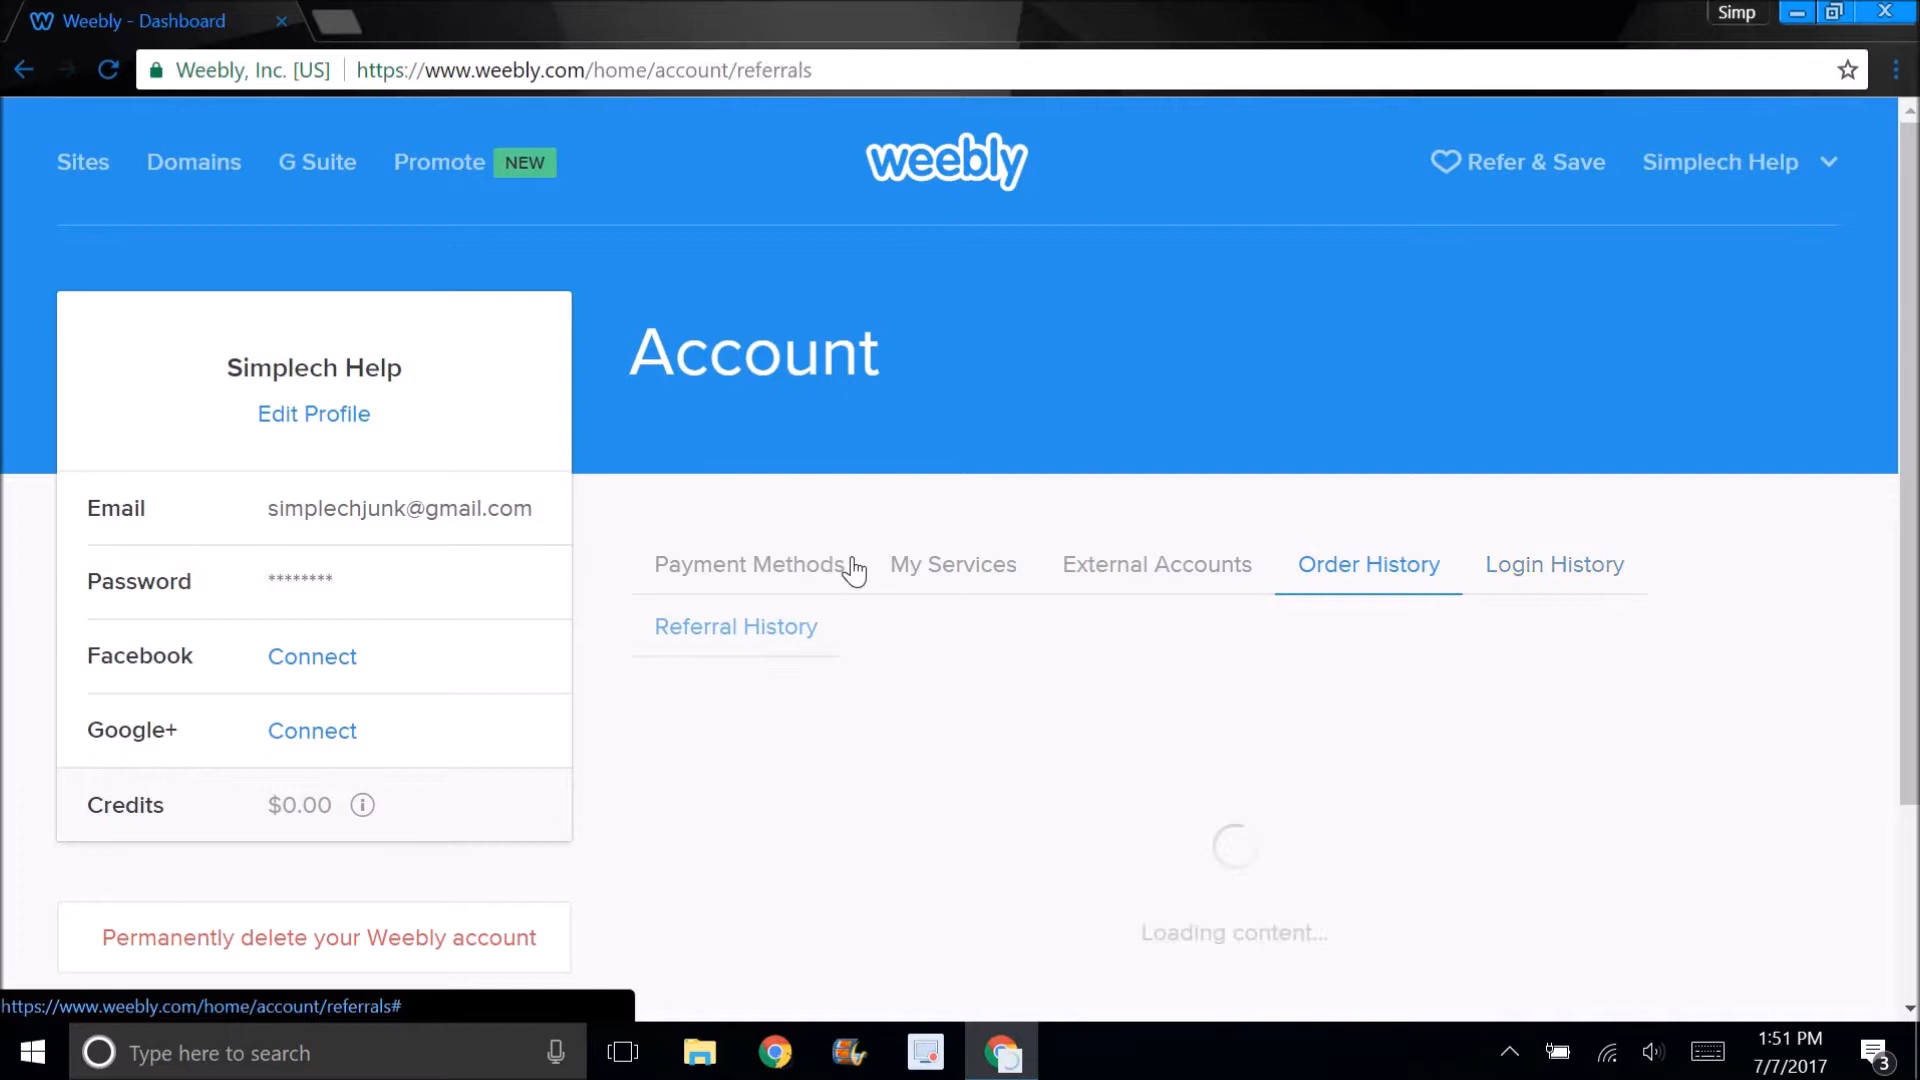 Weebly - Dashboard
Simp
Weebly, Inc. [US] https://www.weebly.com/home/account/referrals
Sites Domains G Suite Promote NEW weebly Refer & Save Simplech Help
Account
Simplech Help
Edit Profile
Email simplechjunk@gmail.com
Password ********
Facebook Connect
Google+ Connect
Credits $0.00
Permanently delete your Weebly account
Payment Methods My Services External Accounts Order History Login History
Referral History
Loading content...
https://www.weebly.com/home/account/referrals#
Type here to search
1:51 PM
7/7/2017
3